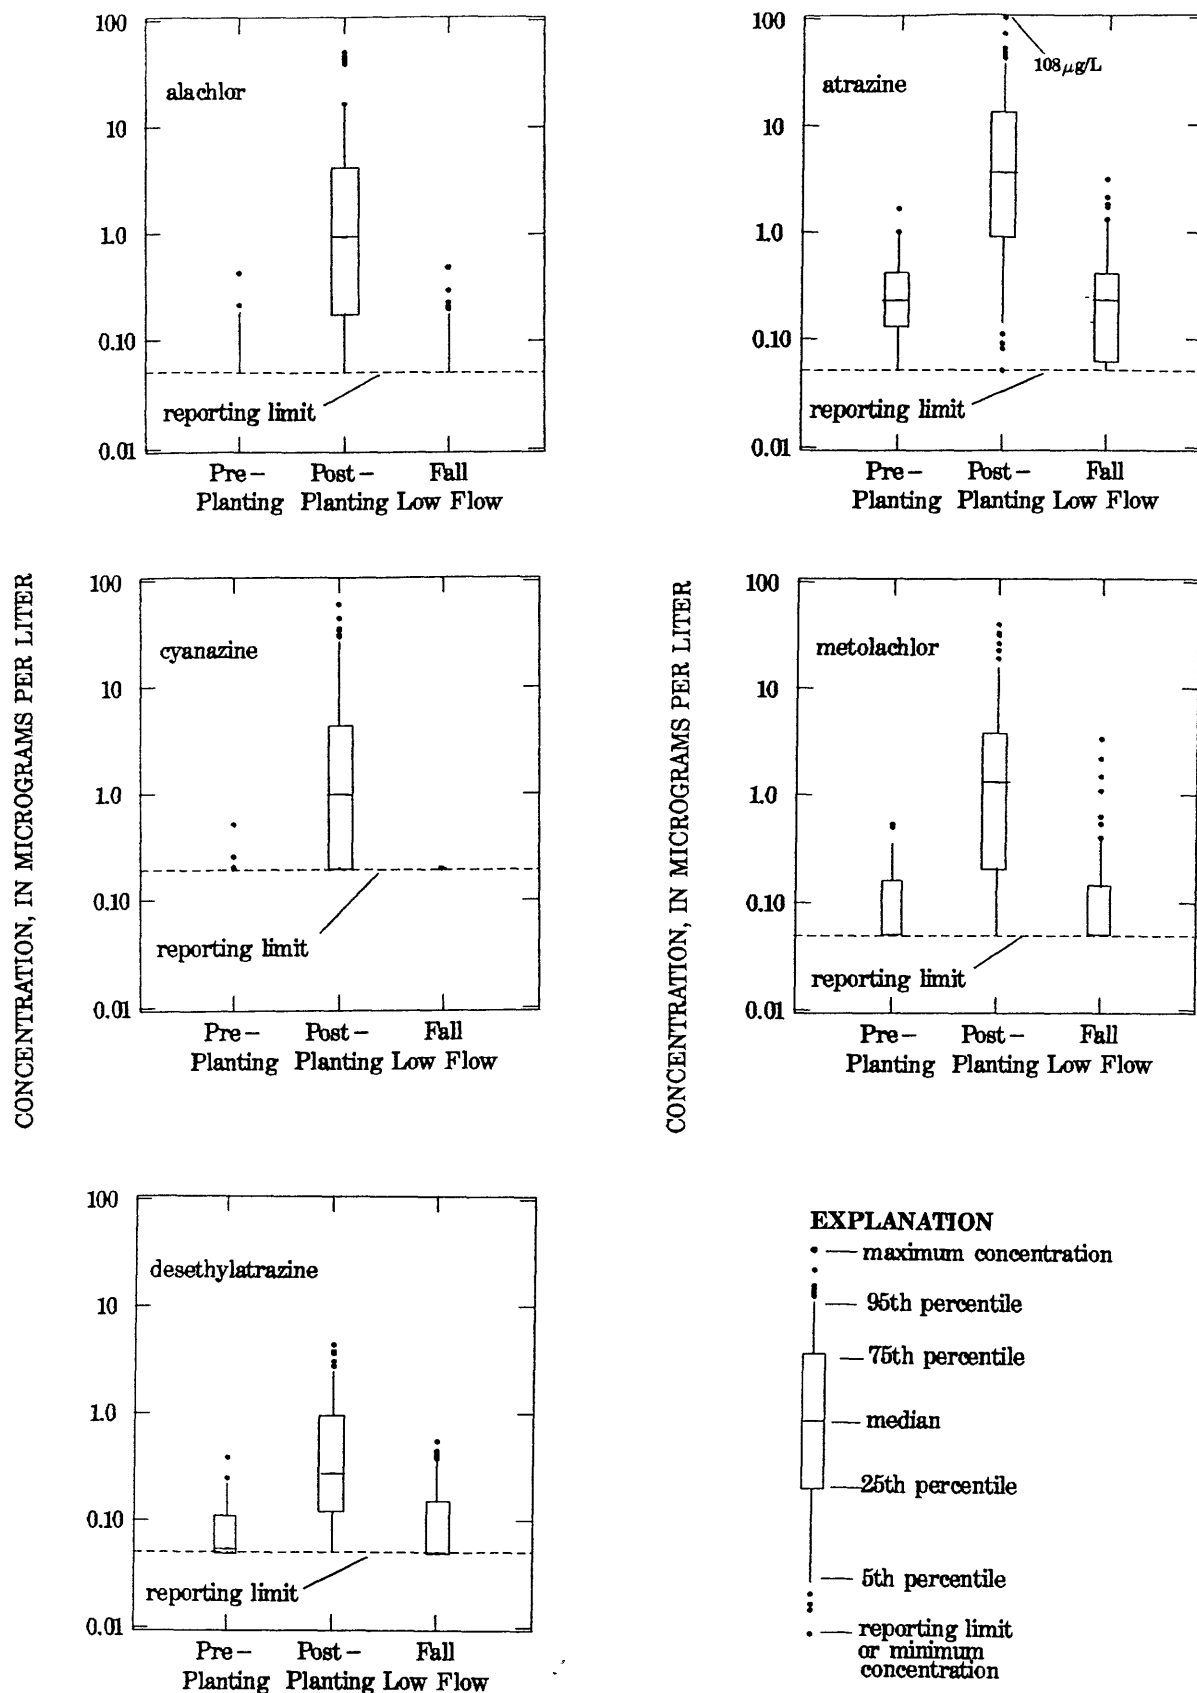 100
10
1.0
0.10
0.01
alachlor
reporting limit
Pre- Post- Fall
Planting Planting Low Flow
100
10
1.0
0.10
0.01
108μg/L
atrazine
reporting limit
Pre- Post- Fall
Planting Planting Low Flow
CONCENTRATION, IN MICROGRAMS PER LITER
100
10
1.0
0.10
0.01
cyanazine
reporting limit
Pre- Post- Fall
Planting Planting Low Flow
CONCENTRATION, IN MICROGRAMS PER LITER
100
10
1.0
0.10
0.01
metolachlor
reporting limit
Pre- Post- Fall
Planting Planting Low Flow
100
10
1.0
0.10
0.01
desethylatrazine
reporting limit
Pre- Post- Fall
Planting Planting Low Flow
EXPLANATION
maximum concentration
95th percentile
75th percentile
median
25th percentile
5th percentile
reporting limit
or minimum
concentration